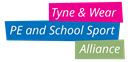 Tyne & Wear
PE and School Sport
Alliance